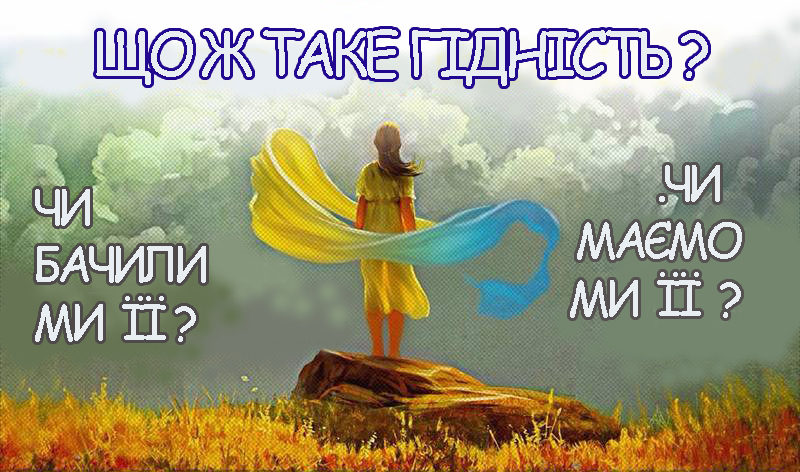 ЩО Ж ТАКЕ ГІДНІСТЬ ?
ЧИ
БАЧИЛИ
МИ ЇЇ ?
.ЧИ
МАЄМО
МИ ЇЇ ?